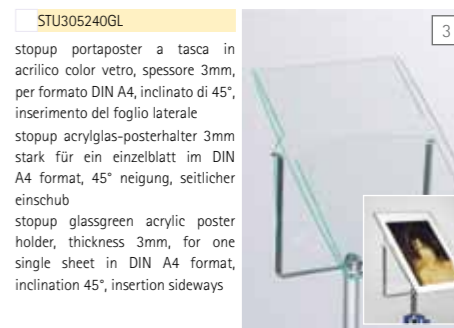 STU305240GL
stopup portaposter a tasca in
acrilico color vetro, spessore 3mm,
per formato DIN A4, inclinato di 45°,
inserimento del foglio laterale
stopup acrylglas-posterhalter 3mm
stark für ein einzelblatt im DIN
A4 format, 45° neigung, seitlicher
einschub
stopup glassgreen acrylic poster
holder, thickness 3mm, for one
single sheet in DIN A4 format,
inclination 45°, insertion sideways
3